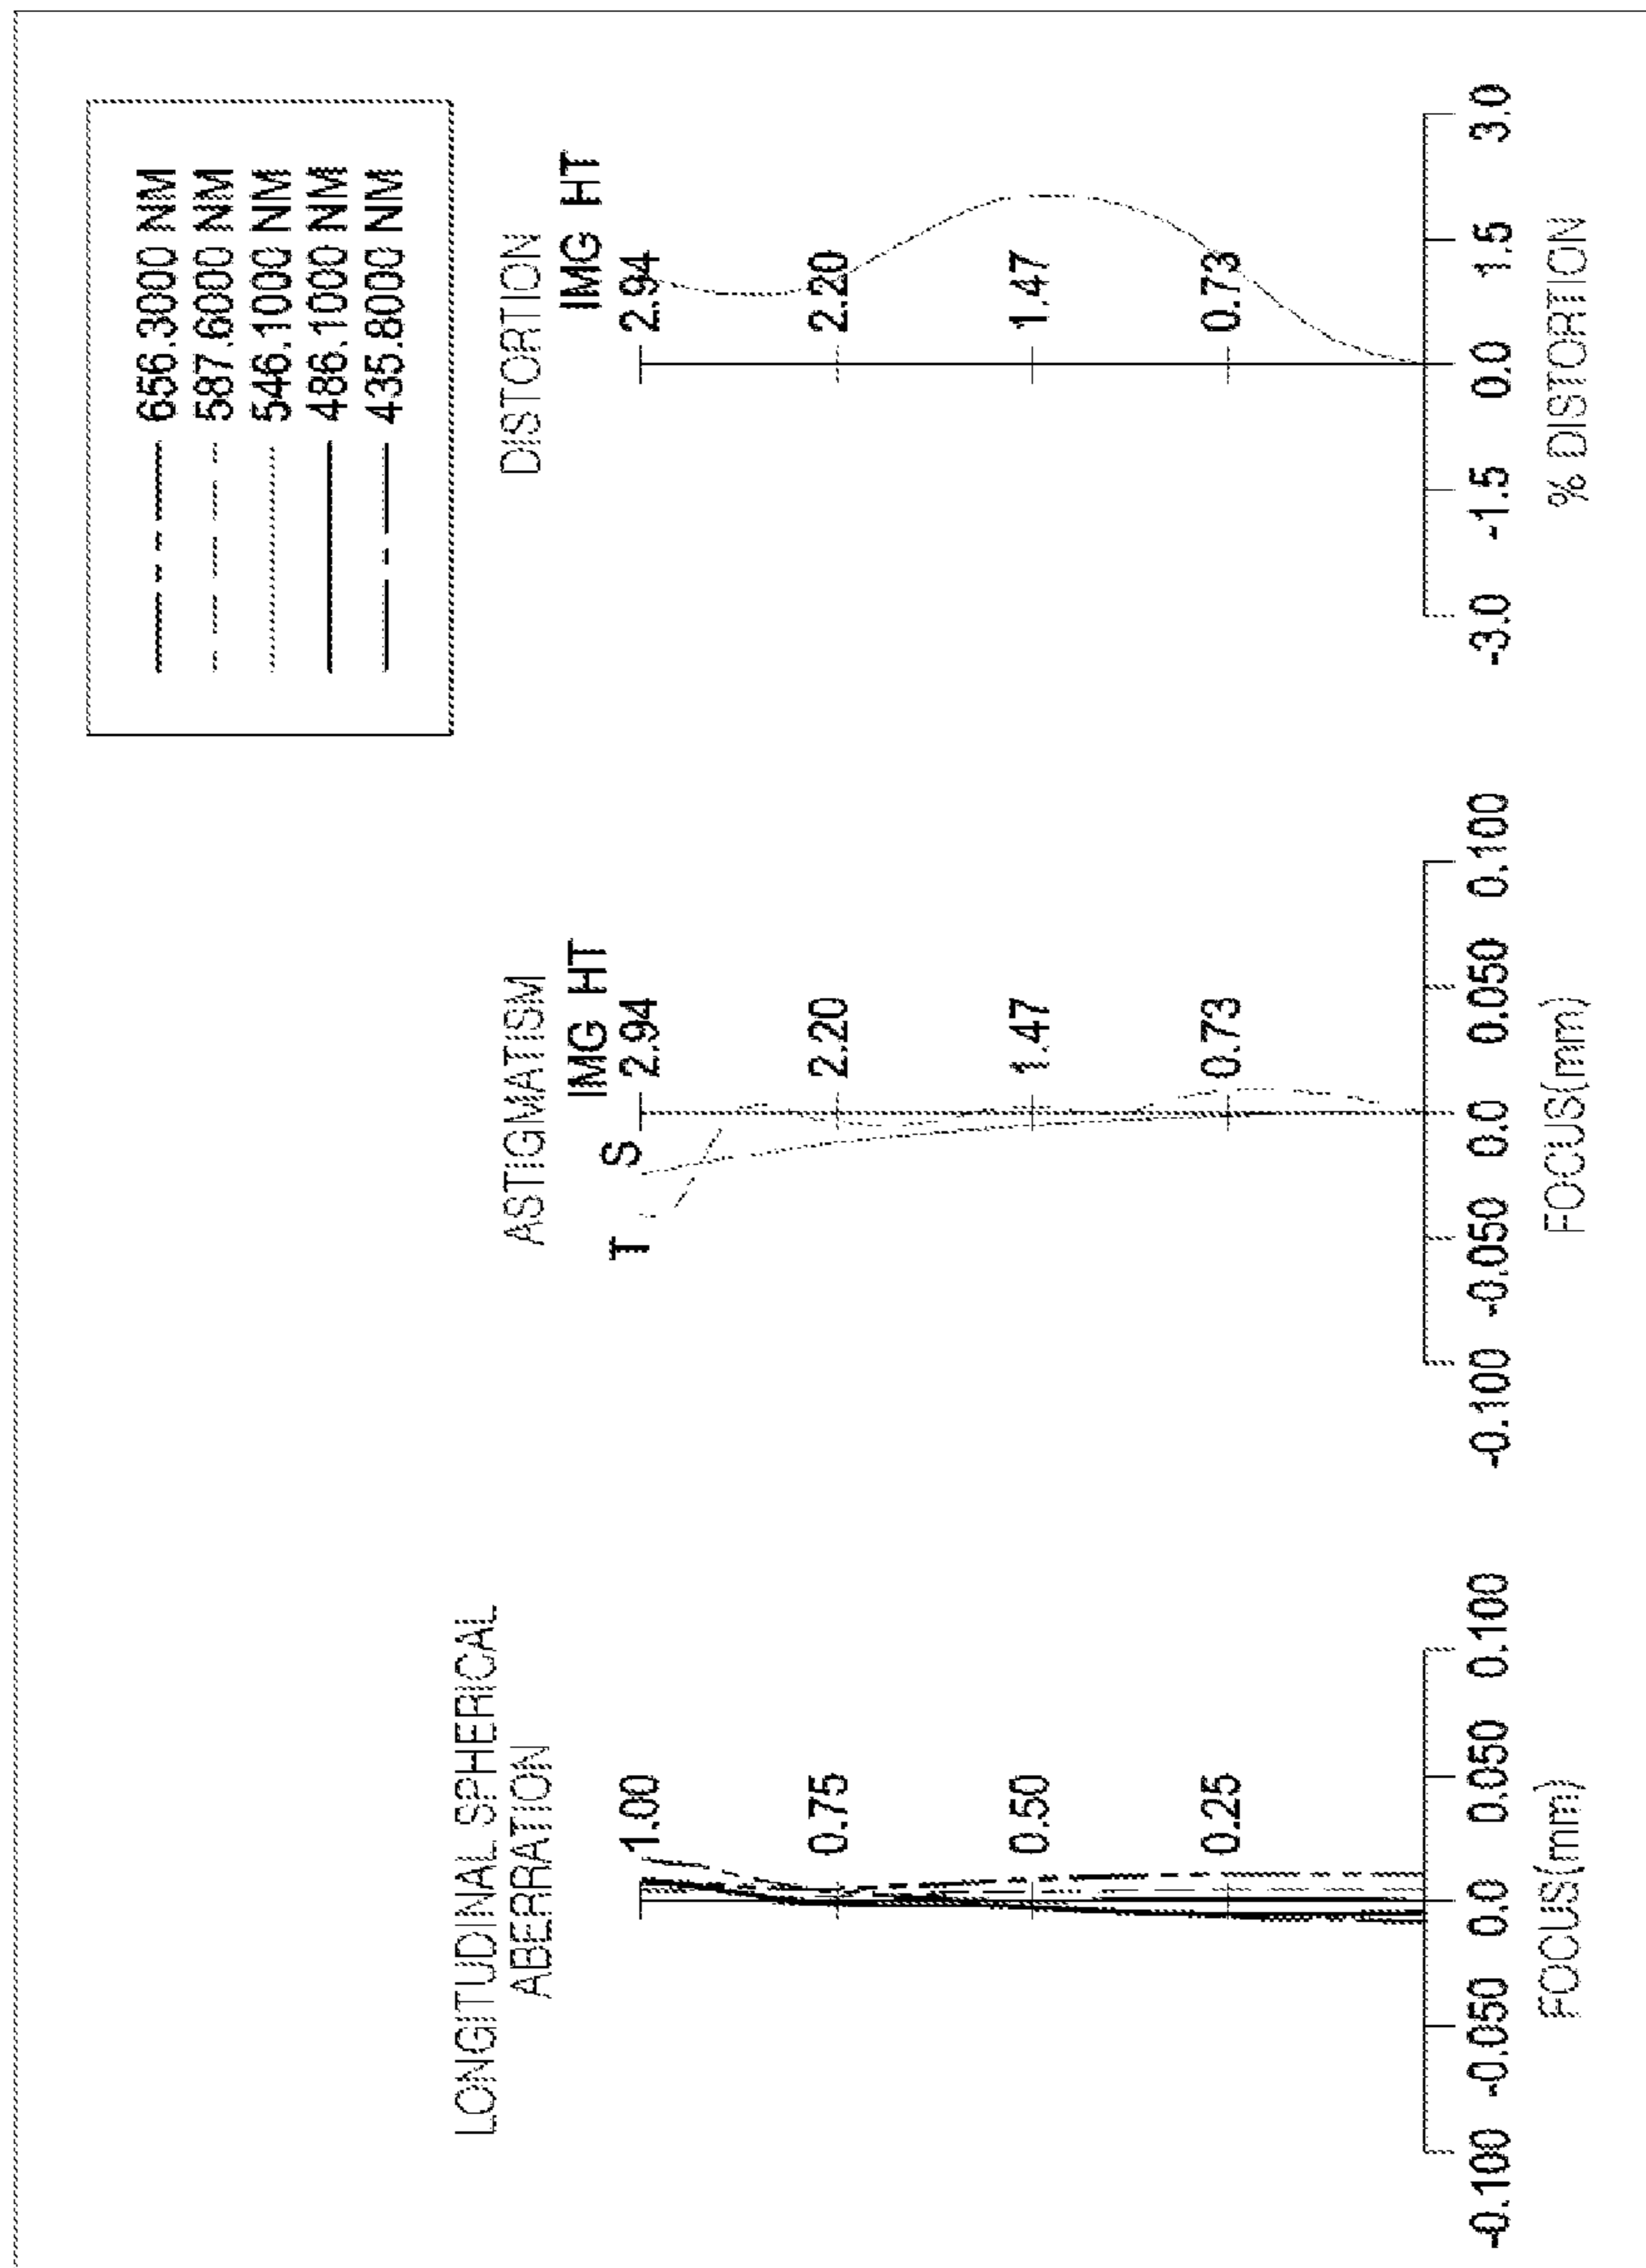 656.3000 NM
587.6000 NM
546.1000 NM
486.1000 NM
435.8000 NM
LONGITUDINAL SPHERICAL
ABERRATION
1.00
0.75
0.50
0.25
-0.100 -0.050 0.0 0.050 0.100
FOCUS(mm)
ASTIGMATISM
IMG HT
T S 2.94
2.20
1.47
0.73
-0.100 -0.050 0.0 0.050 0.100
FOCUS(mm)
DISTORTION
IMG HT
2.94
2.20
1.47
0.73
-3.0 -1.5 0.0 1.5 3.0
% DISTORTION